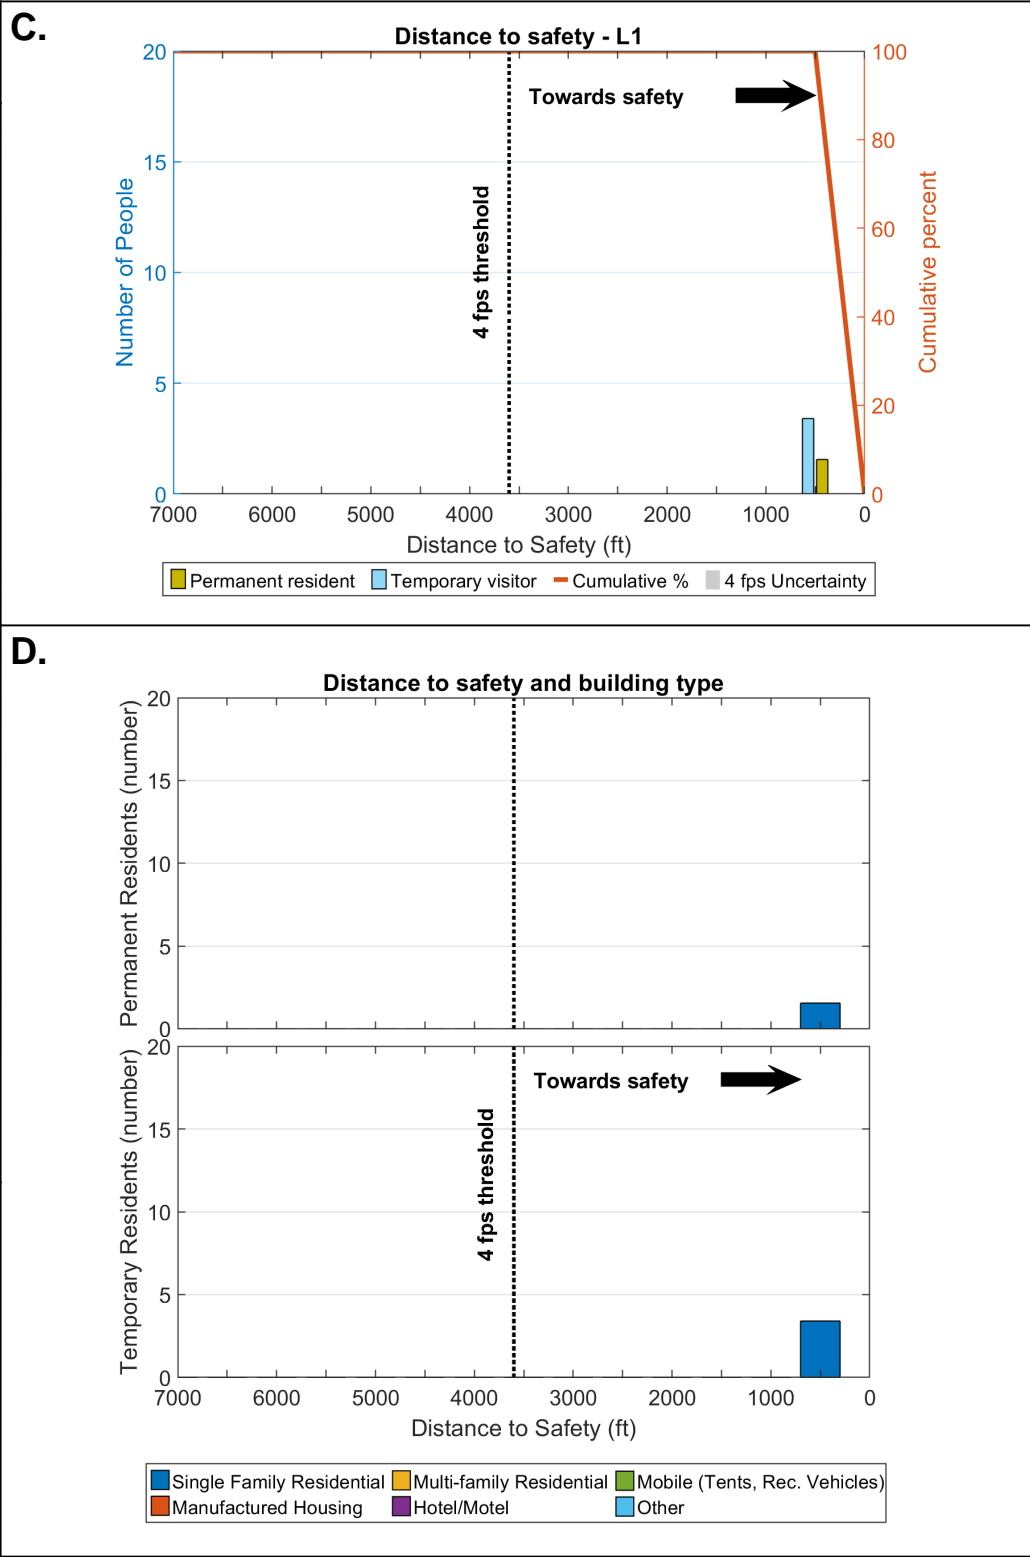 C.
Distance to safety - L1
20
15
10
5
0
Number of People
100
80
60
40
20
0
Cumulative percent
Towards safety
4 fps threshold
7000 6000 5000 4000 3000 2000 1000 0
Distance to Safety (ft)
Permanent resident Temporary visitor Cumulative % 4 fps Uncertainty
D.
Distance to safety and building type
20
15
10
5
0
Permanent Residents (number)
20
15
10
5
0
Temporary Residents (number)
Towards safety
4 fps threshold
7000 6000 5000 4000 3000 2000 1000 0
Distance to Safety (ft)
Single Family Residential Multi-family Residential Mobile (Tents, Rec. Vehicles)
Manufactured Housing Hotel/Motel Other